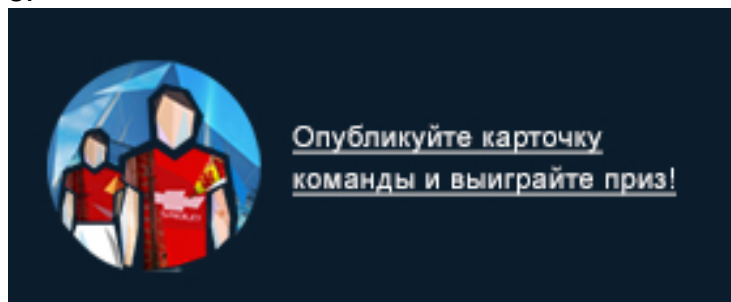 Опубликуйте карточку
команды и выиграйте приз!